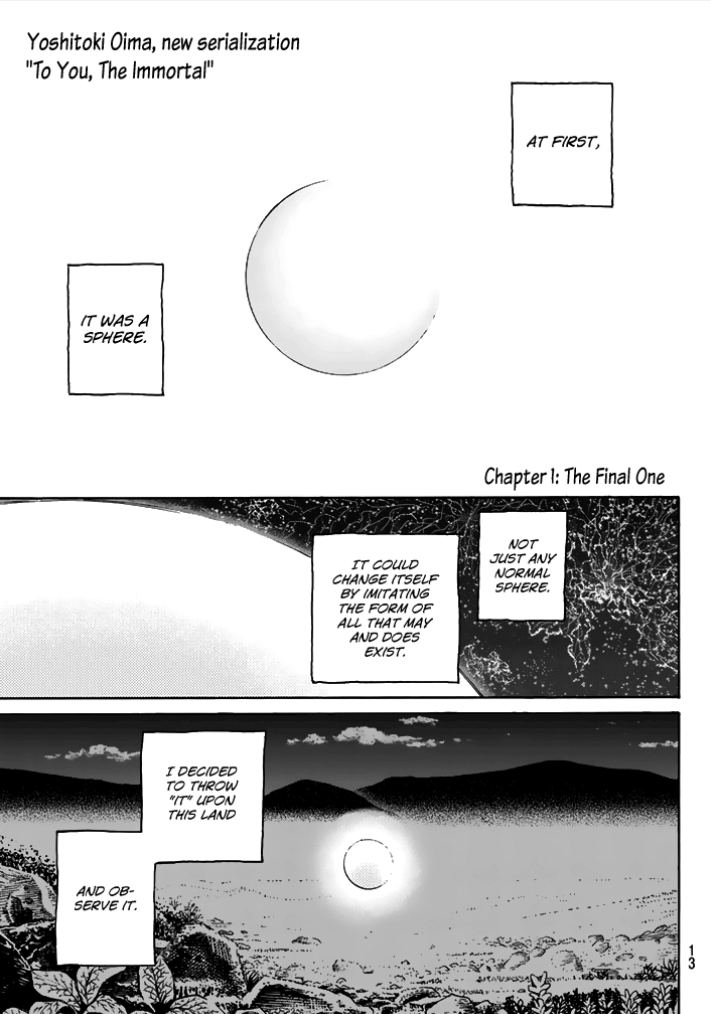 Yoshitoki Oima, new serialization
"To You, The Immortal"
AT FIRST,
IT WAS A
SPHERE.
Chapter 1: The Final One
NOT
JUST ANY
NORMAL
SPHERE.
IT COULD
CHANGE ITSELF
BY IMITATING
THE FORM OF
ALL THAT MAY
AND DOES
EXIST.
I DECIDED
TO THROW
"IT" UPON
THIS LAND
AND OB-
SERVE IT.
13